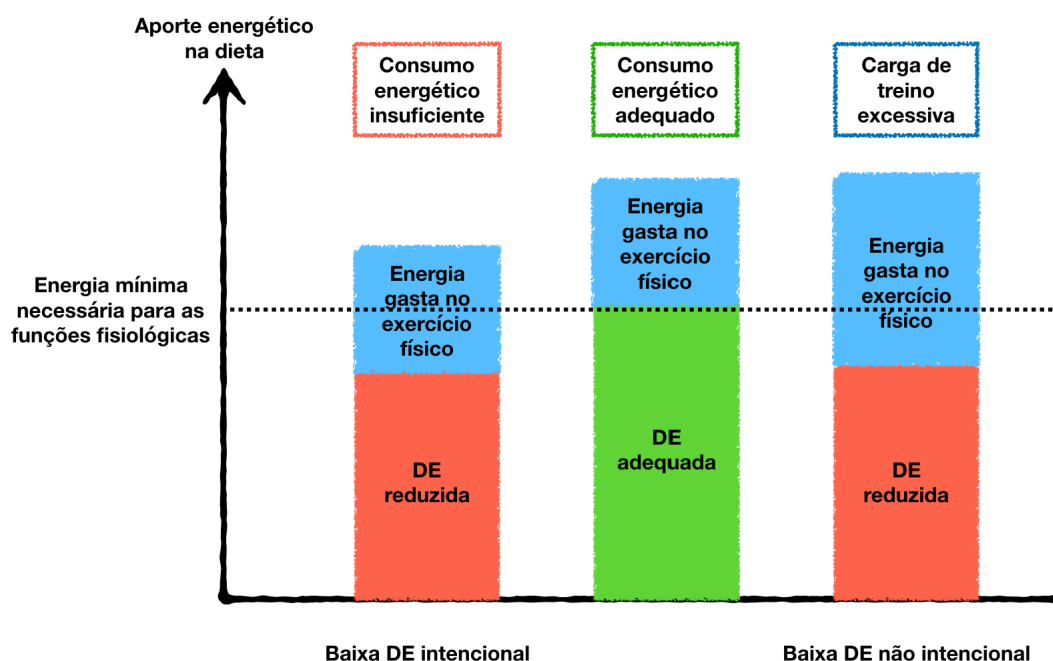 Aporte energético
na dieta
Consumo
energético
insuficiente
Consumo
energético
adequado
Carga de
treino
excessiva
Energia mínima
necessária para as
funções fisiológicas
Energia
gasta no
exercício
físico
DE
reduzida
Energia
gasta no
exercício
físico
DE
adequada
Energia
gasta no
exercício
físico
DE
reduzida
Baixa DE intencional
Baixa DE não intencional